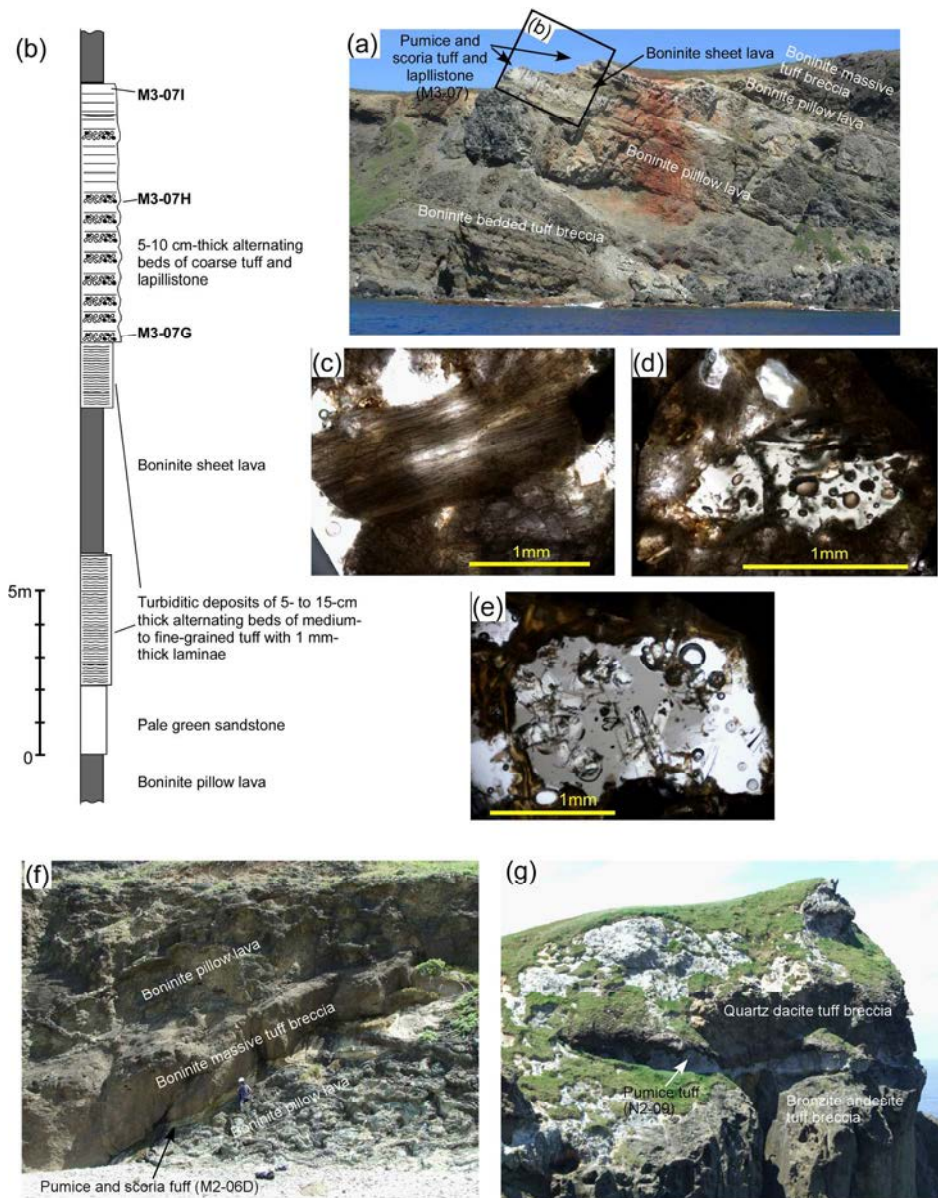 (b)
M3-07I
M3-07H
5-10 cm-thick alternating
beds of coarse tuff and
lapillistone
M3-07G
Boninite sheet lava
5m
Turbiditic deposits of 5- to 15-cm
thick alternating beds of medium-
to fine-grained tuff with 1 mm-
thick laminae
Pale green sandstone
0
Boninite pillow lava
(a)
(b)
Pumice and
scoria tuff and
lapllistone
(M3-07)
Boninite sheet lava
Boninite massive
tuff breccia
Boninite pillow lava
Boninite pillow lava
Boninite bedded tuff breccia
(c)
1mm
(d)
1mm
(e)
1mm
(f)
Boninite pillow lava
Boninite massive tuff breccia
Boninite pillow lava
Pumice and scoria fuff (M2-06D)
(g)
Quartz dacite tuff breccia
Pumice tuff
(N2-09)
Bronzite andesite
tuff breccia